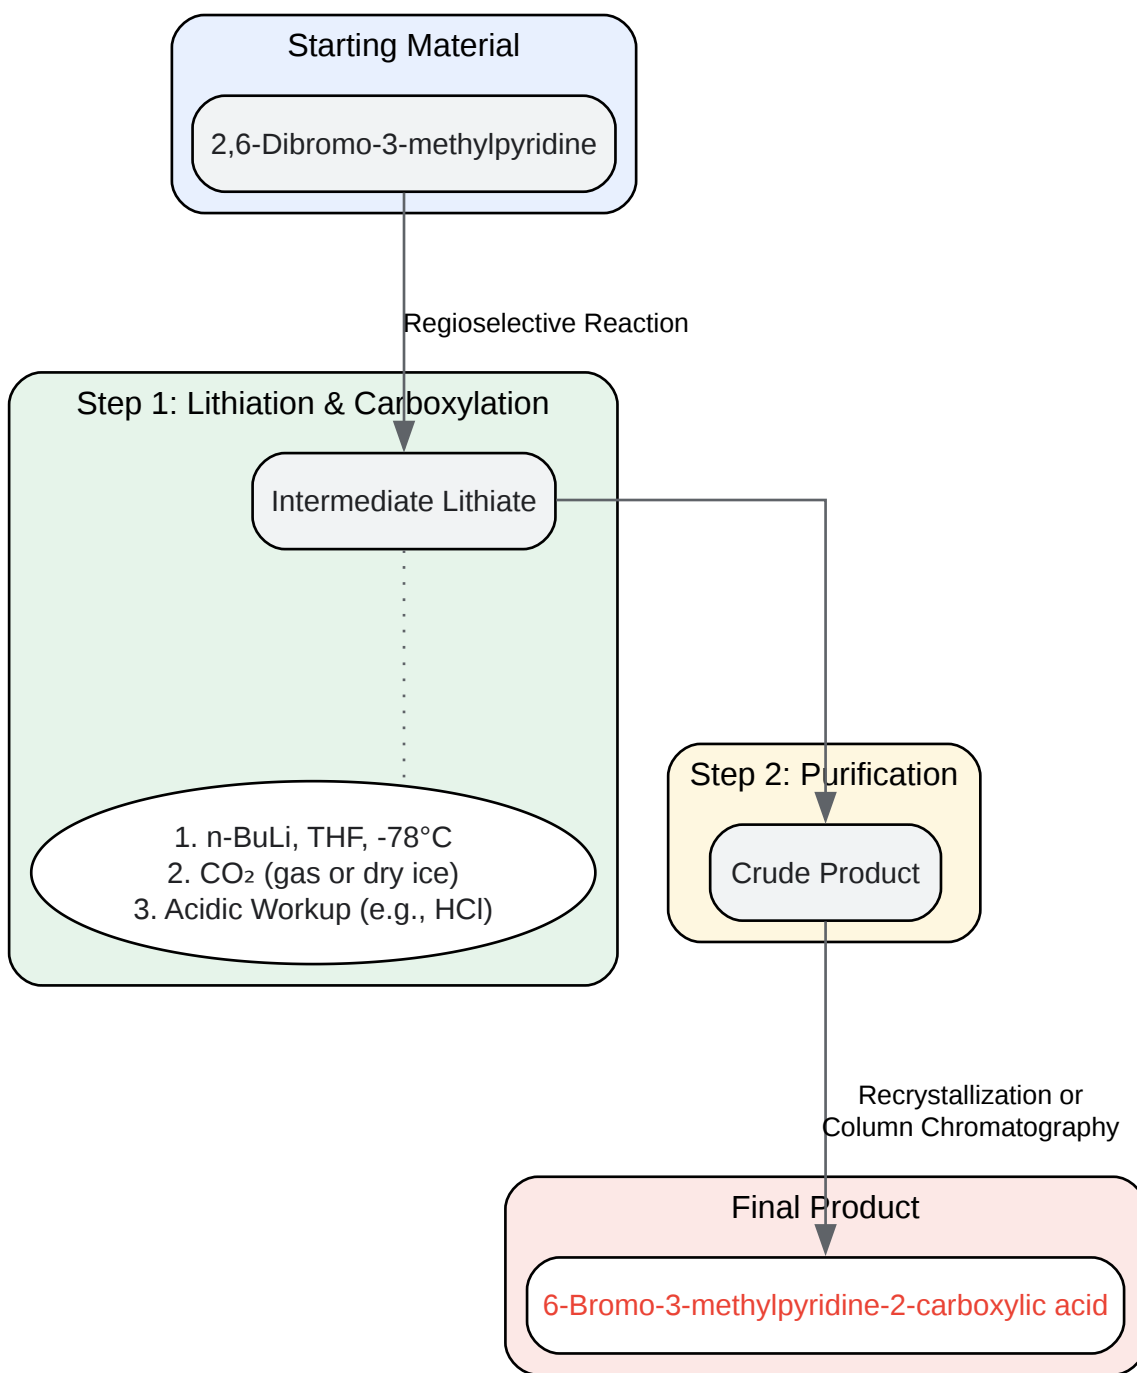 Starting Material
2,6-Dibromo-3-methylpyridine
Regioselective Reaction
Step 1: Lithiation & Carboxylation
Intermediate Lithiate
1. n-BuLi, THF, -78°C
2. CO₂ (gas or dry ice)
3. Acidic Workup (e.g., HCl)
Step 2: Purification
Crude Product
Recrystallization or
Column Chromatography
Final Product
6-Bromo-3-methylpyridine-2-carboxylic acid